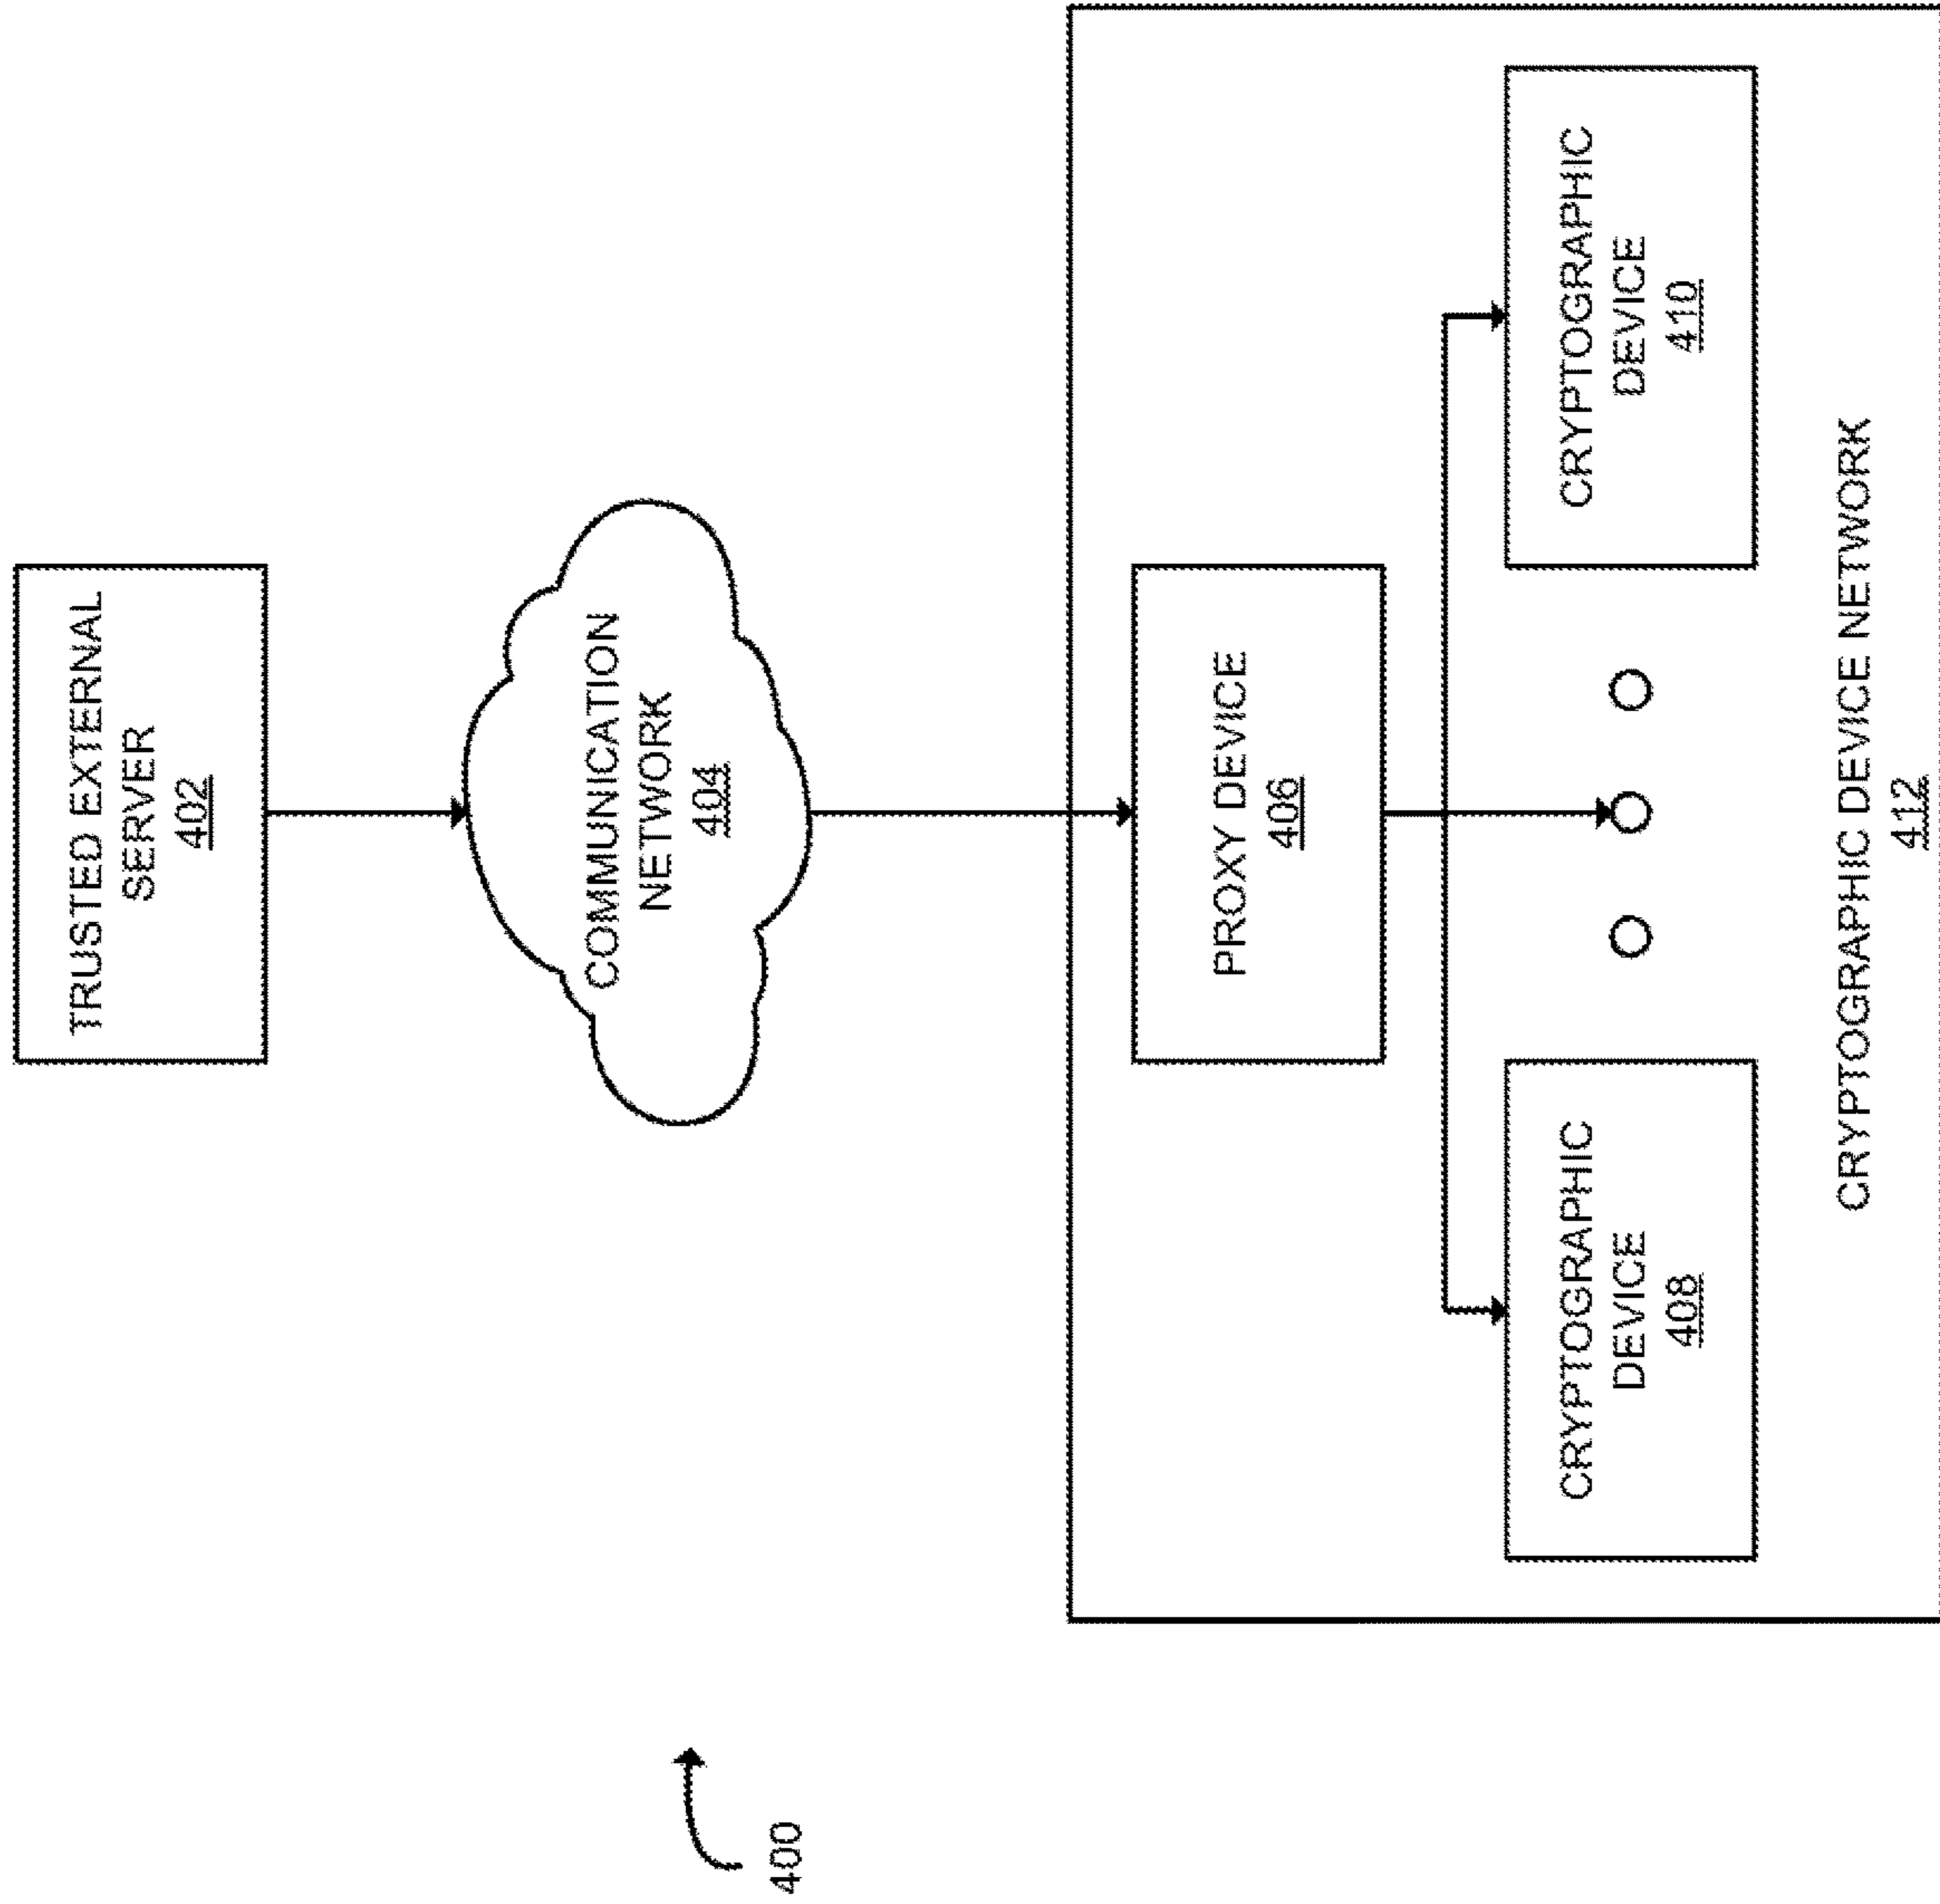 TRUSTED EXTERNAL
SERVER
402
COMMUNICATION
NETWORK
404
400
PROXY DEVICE
406
CRYPTOGRAPHIC
DEVICE
408
CRYPTOGRAPHIC
DEVICE
410
CRYPTOGRAPHIC DEVICE NETWORK
412